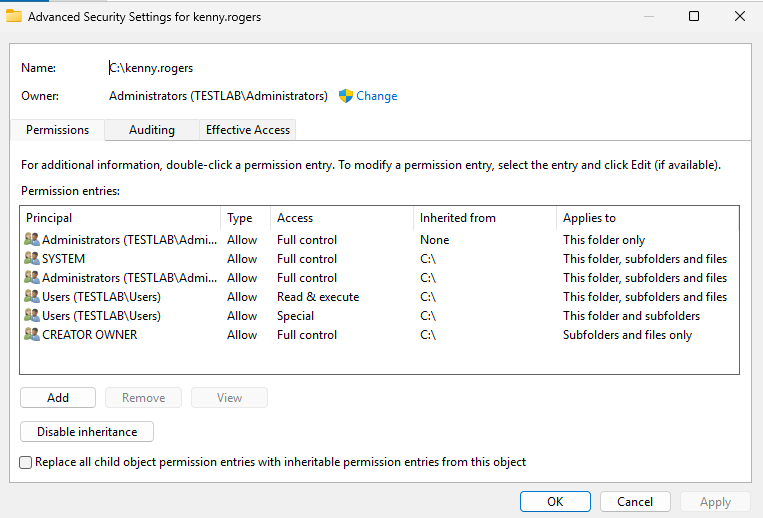 Advanced Security Settings for kenny.rogers
Name: C:\kenny.rogers
Owner: Administrators (TESTLAB\Administrators) Change
Permissions Auditing Effective Access
For additional information, double-click a permission entry. To modify a permission entry, select the entry and click Edit (if available).
Permission entries:
Principal Type Access Inherited from Applies to
Administrators (TESTLAB\Admi... Allow Full control None This folder only
SYSTEM Allow Full control C:\ This folder, subfolders and files
Administrators (TESTLAB\Admi... Allow Full control C:\ This folder, subfolders and files
Users (TESTLAB\Users) Allow Read & execute C:\ This folder, subfolders and files
Users (TESTLAB\Users) Allow Special C:\ This folder and subfolders
CREATOR OWNER Allow Full control C:\ Subfolders and files only
Add Remove View
Disable inheritance
Replace all child object permission entries with inheritable permission entries from this object
OK Cancel Apply